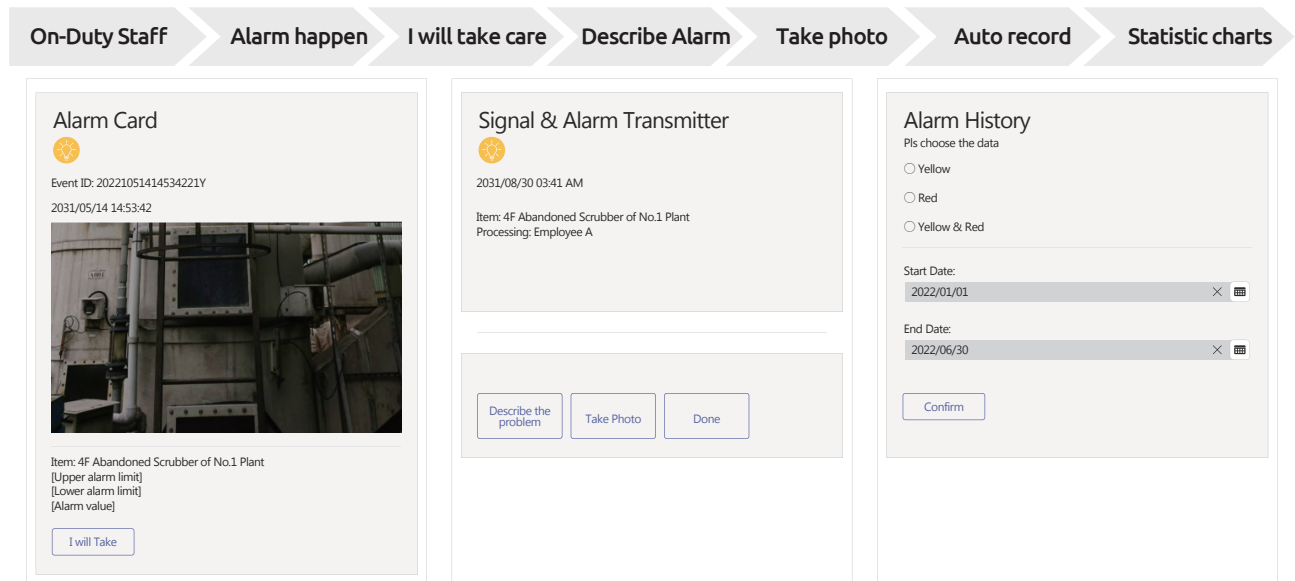 On-Duty Staff
Alarm happen
I will take care
Describe Alarm
Take photo
Auto record
Statistic charts
Alarm Card
Event ID: 20221051414534221Y
2031/05/14 14:53:42
Item: 4F Abandoned Scrubber of No.1 Plant
[Upper alarm limit]
[Lower alarm limit]
[Alarm value]
I will Take
Signal & Alarm Transmitter
2031/08/30 03:41 AM
Item: 4F Abandoned Scrubber of No.1 Plant
Processing: Employee A
Describe the
problem
Take Photo
Done
Alarm History
Pls choose the data
Yellow
Red
Yellow & Red
Start Date:
2022/01/01
End Date:
2022/06/30
Confirm